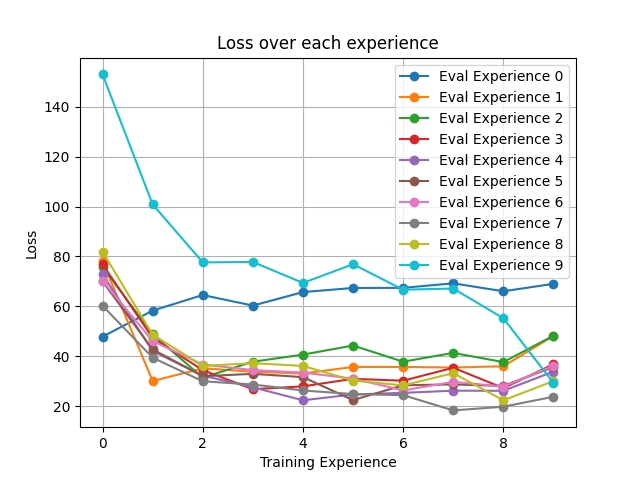 Loss over each experience
Loss
140
120
100
80
60
40
20
0
2
4
6
8
Training Experience
Eval Experience 0
Eval Experience 1
Eval Experience 2
Eval Experience 3
Eval Experience 4
Eval Experience 5
Eval Experience 6
Eval Experience 7
Eval Experience 8
Eval Experience 9